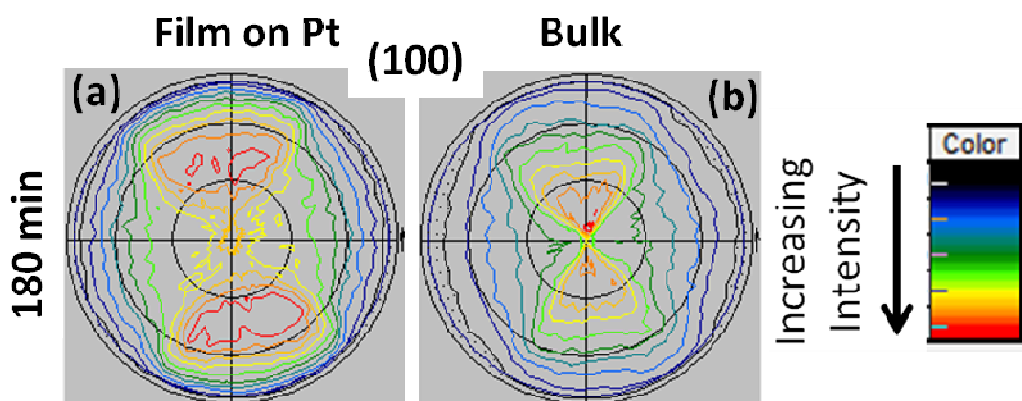 Film on Pt
Bulk
(100)
(a)
(b)
180 min
Increasing
Intensity
Color